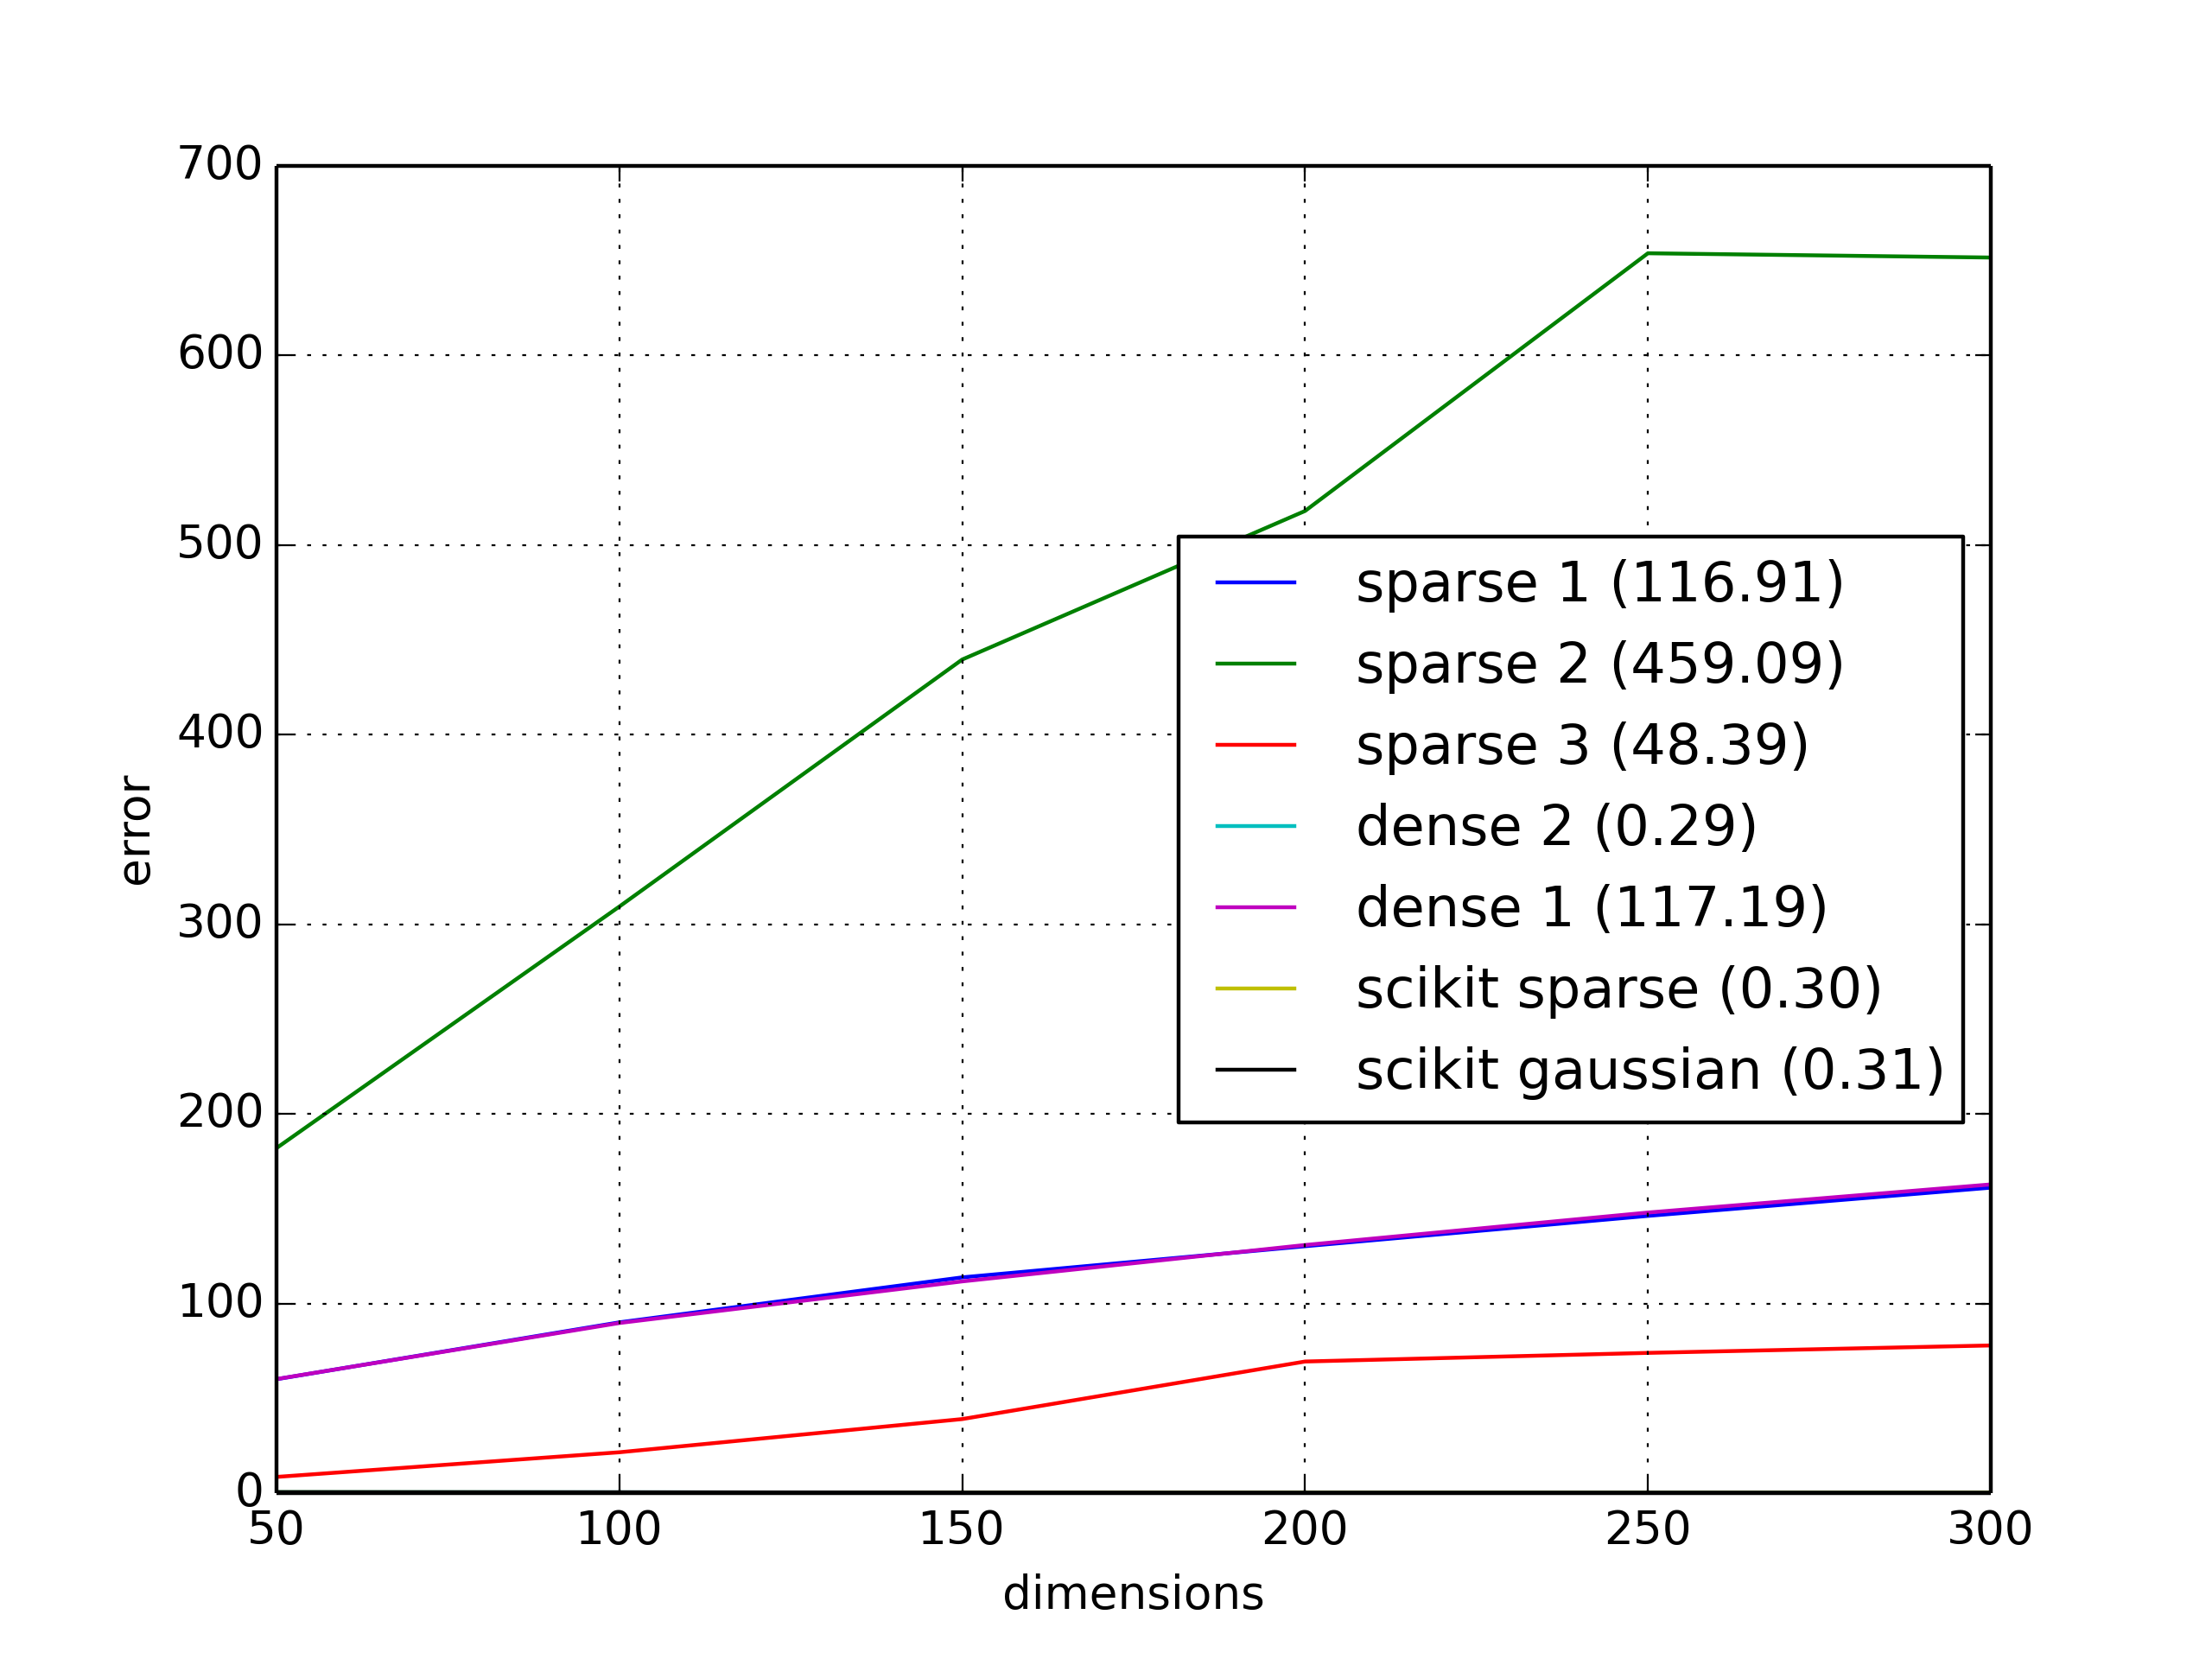 700
600
500
400
300
200
100
0
error
sparse 1 (116.91)
sparse 2 (459.09)
sparse 3 (48.39)
dense 2 (0.29)
dense 1 (117.19)
scikit sparse (0.30)
scikit gaussian (0.31)
50 100 150 200 250 300
dimensions